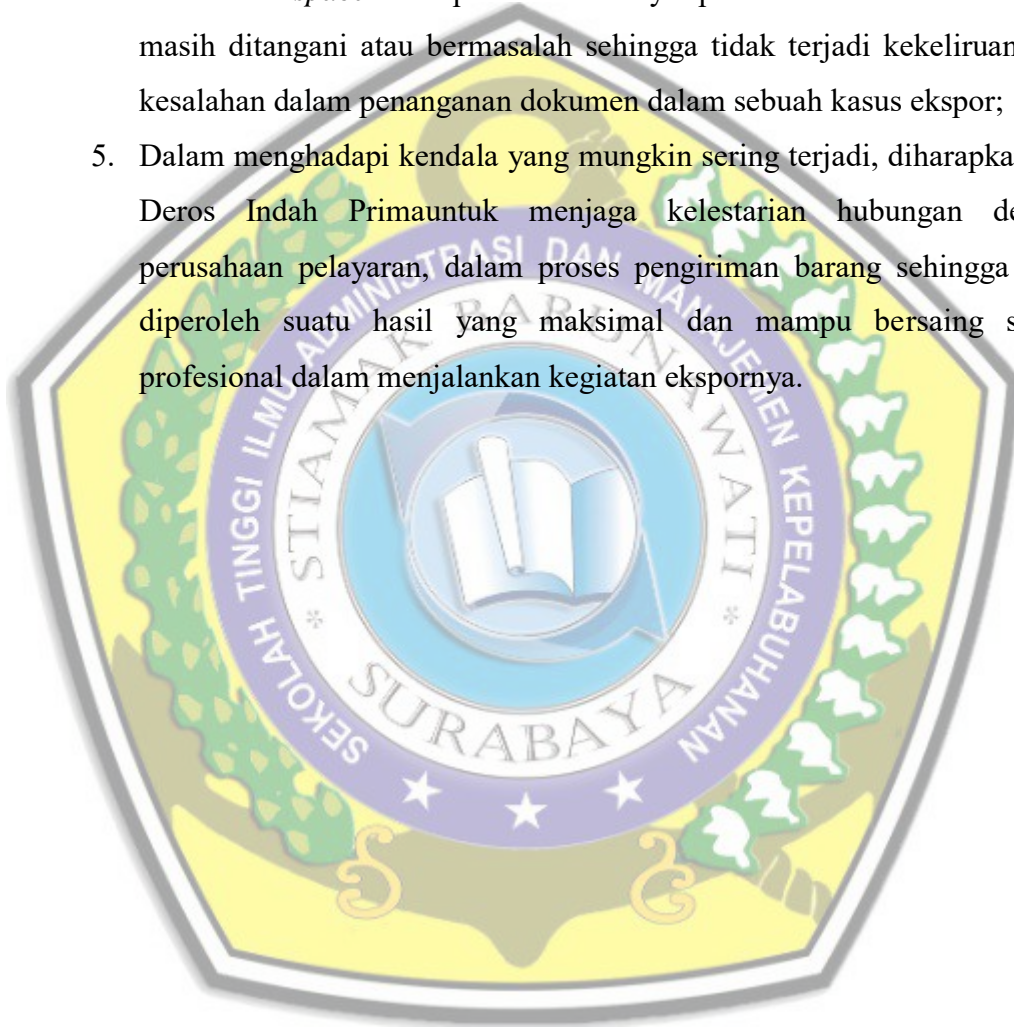 masih ditangani atau bermasalah sehingga tidak terjadi kekeliruan
kesalahan dalam penanganan dokumen dalam sebuah kasus ekspor;
5. Dalam menghadapi kendala yang mungkin sering terjadi, diharapka
Deros Indah Primauntuk menjaga kelestarian hubungan de
perusahaan pelayaran, dalam proses pengiriman barang sehingga
diperoleh suatu hasil yang maksimal dan mampu bersaing s
profesional dalam menjalankan kegiatan ekspornya.
SEKOLAH TINGGI ILMU ADMINISTRASI DAN MANAJEMEN KEPELABUHANAN
STIAMAK BARUNAWATI
* SURABAYA *